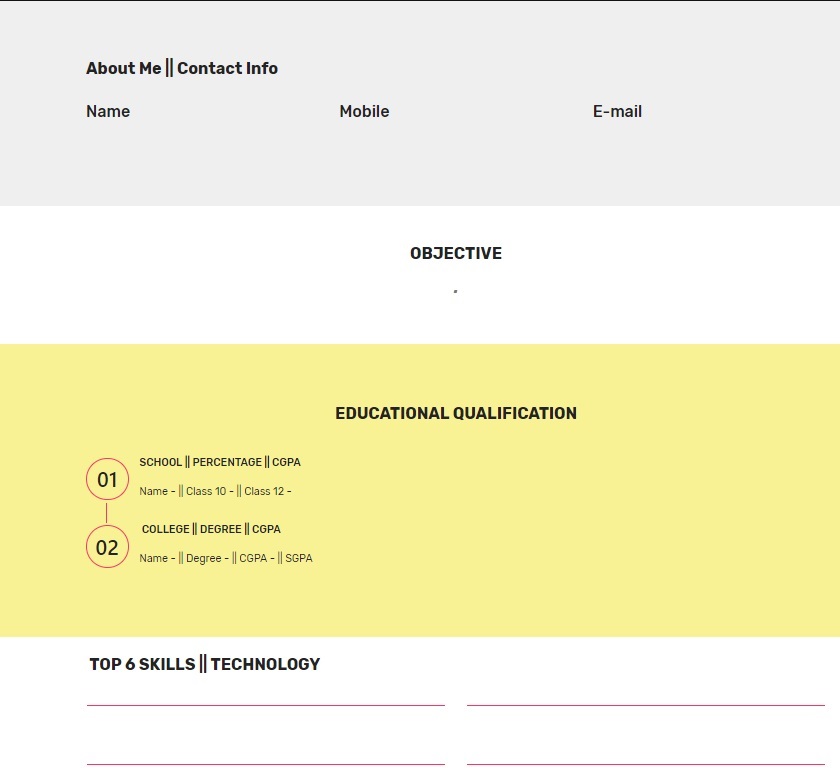 About Me || Contact Info
Name Mobile E-mail
OBJECTIVE
.
EDUCATIONAL QUALIFICATION
01 SCHOOL || PERCENTAGE || CGPA
Name - || Class 10 - || Class 12 -
02 COLLEGE || DEGREE || CGPA
Name - || Degree - || CGPA - || SGPA
TOP 6 SKILLS || TECHNOLOGY